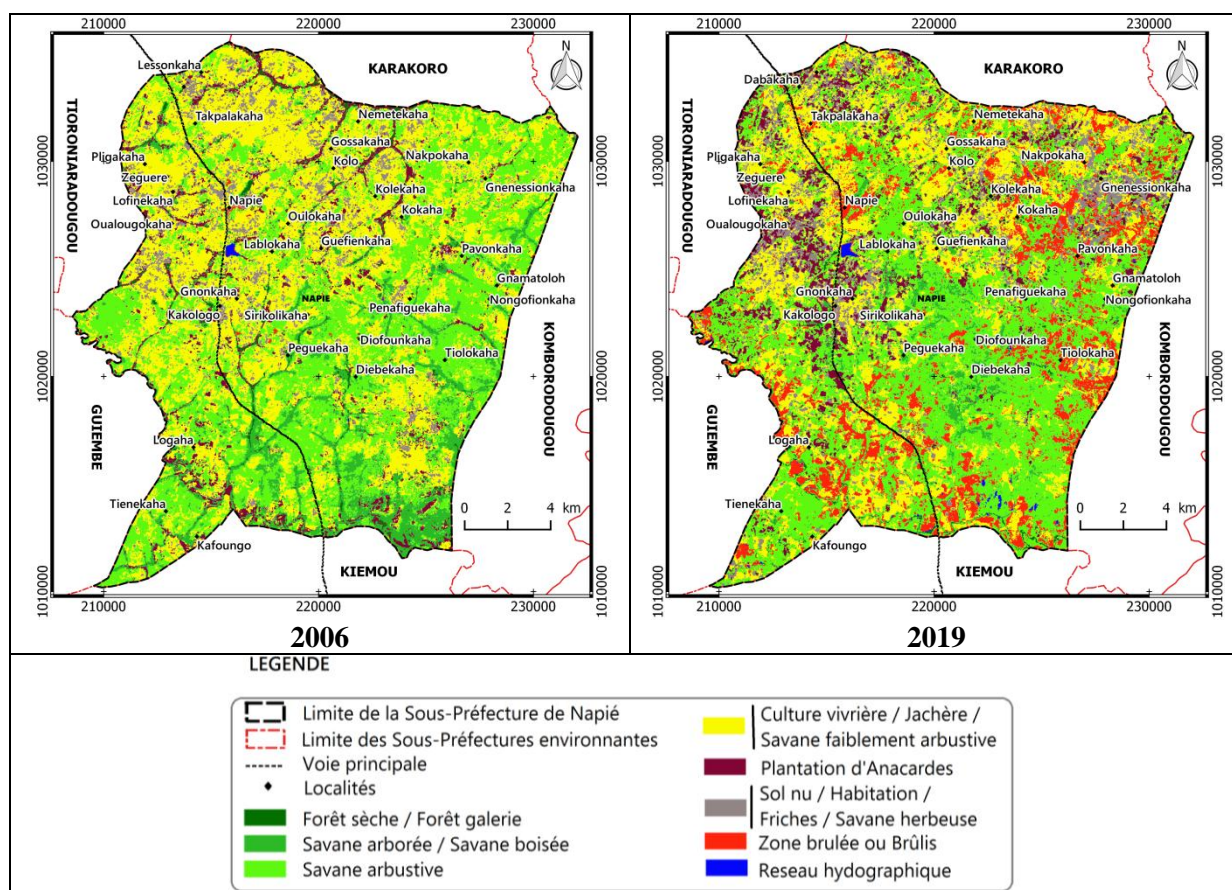 210000 220000 230000
N
Lessonkaha
KARAKORO
TIORONIARADOUGOU
Takpalakaha
Nemetekaha
Gossakaha
1030000
1030000
Pligakaha
Kolo
Nakpokaha
Zeguere
Kolekaha
Gnenessionkaha
Lofinekaha
Napie
Kokaha
Oualougokaha
Oulokaha
Lablokaha
Guefienkaha
Pavonkaha
Gnamatoloh
Gnonkaha
NAPIE
Penafiguekaha
Nongofionkaha
Kakologo
Sirikolikaha
Peguekaha
Diofounkaha
Tiolokaha
1020000
Diebekaha
1020000
KOMBORODOUGOU
GUIEMBE
Logaha
Tienekaha
0 2 4 km
Kafoungo
KIEMOU
1010000
1010000
210000 220000 230000
2006
210000 220000 230000
N
Dabakaha
KARAKORO
TIORONIARADOUGOU
Takpalakaha
Nemetekaha
Gossakaha
1030000
1030000
Pligakaha
Kolo
Nakpokaha
Zeguere
Kolekaha
Gnenessionkaha
Lofinekaha
Napie
Kokaha
Oualougokaha
Oulokaha
Lablokaha
Guefienkaha
Pavonkaha
Gnamatoloh
Gnonkaha
NAPIE
Penafiguekaha
Nongofionkaha
Kakologo
Sirikolikaha
Peguekaha
Diofounkaha
Tiolokaha
1020000
Diebekaha
1020000
KOMBORODOUGOU
GUIEMBE
Logaha
Tienekaha
0 2 4 km
Kafoungo
KIEMOU
1010000
1010000
210000 220000 230000
2019
LEGENDE
Limite de la Sous-Préfecture de Napié
Limite des Sous-Préfectures environnantes
Voie principale
Localités
Forêt sèche / Forêt galerie
Savane arborée / Savane boisée
Savane arbustive
Culture vivrière / Jachère /
Savane faiblement arbustive
Plantation d'Anacardes
Sol nu / Habitation /
Friches / Savane herbeuse
Zone brulée ou Brûlis
Reseau hydrographique